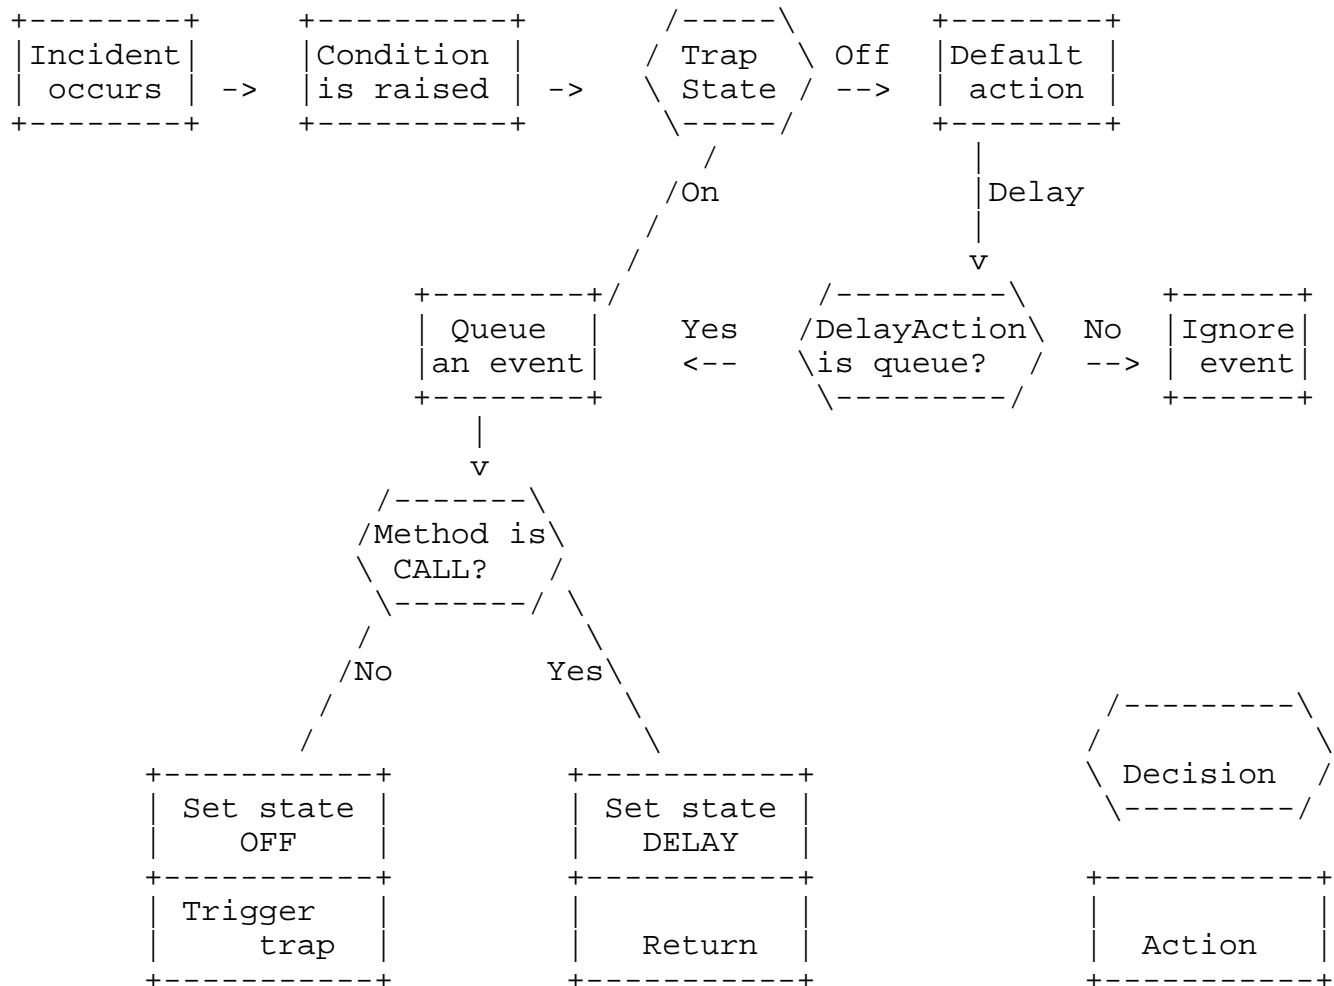 +--------+ +----------+ /-----\ +--------+
|Incident| |Condition | / Trap \ Off |Default |
| occurs | -> |is raised | -> \ State / --> | action |
+--------+ +----------+ \-----/ +--------+
/ |
/On |Delay
/ |
/ v
+--------+/ /---------\ +------+
| Queue | Yes /DelayAction\ No |Ignore|
|an event| <-- \is queue? / --> | event|
+--------+ \---------/ +------+
|
v
/-------\
/Method is\
\ CALL? /
\-------/ \
/ \
/No Yes\
/ \ /---------\
/ \ / \
+-----------+ +-----------+ \ Decision /
| Set state | | Set state | \---------/
| OFF | | DELAY |
+-----------+ +-----------+ +-----------+
| Trigger | | | | |
| trap | | Return | | Action |
+-----------+ +-----------+ +-----------+